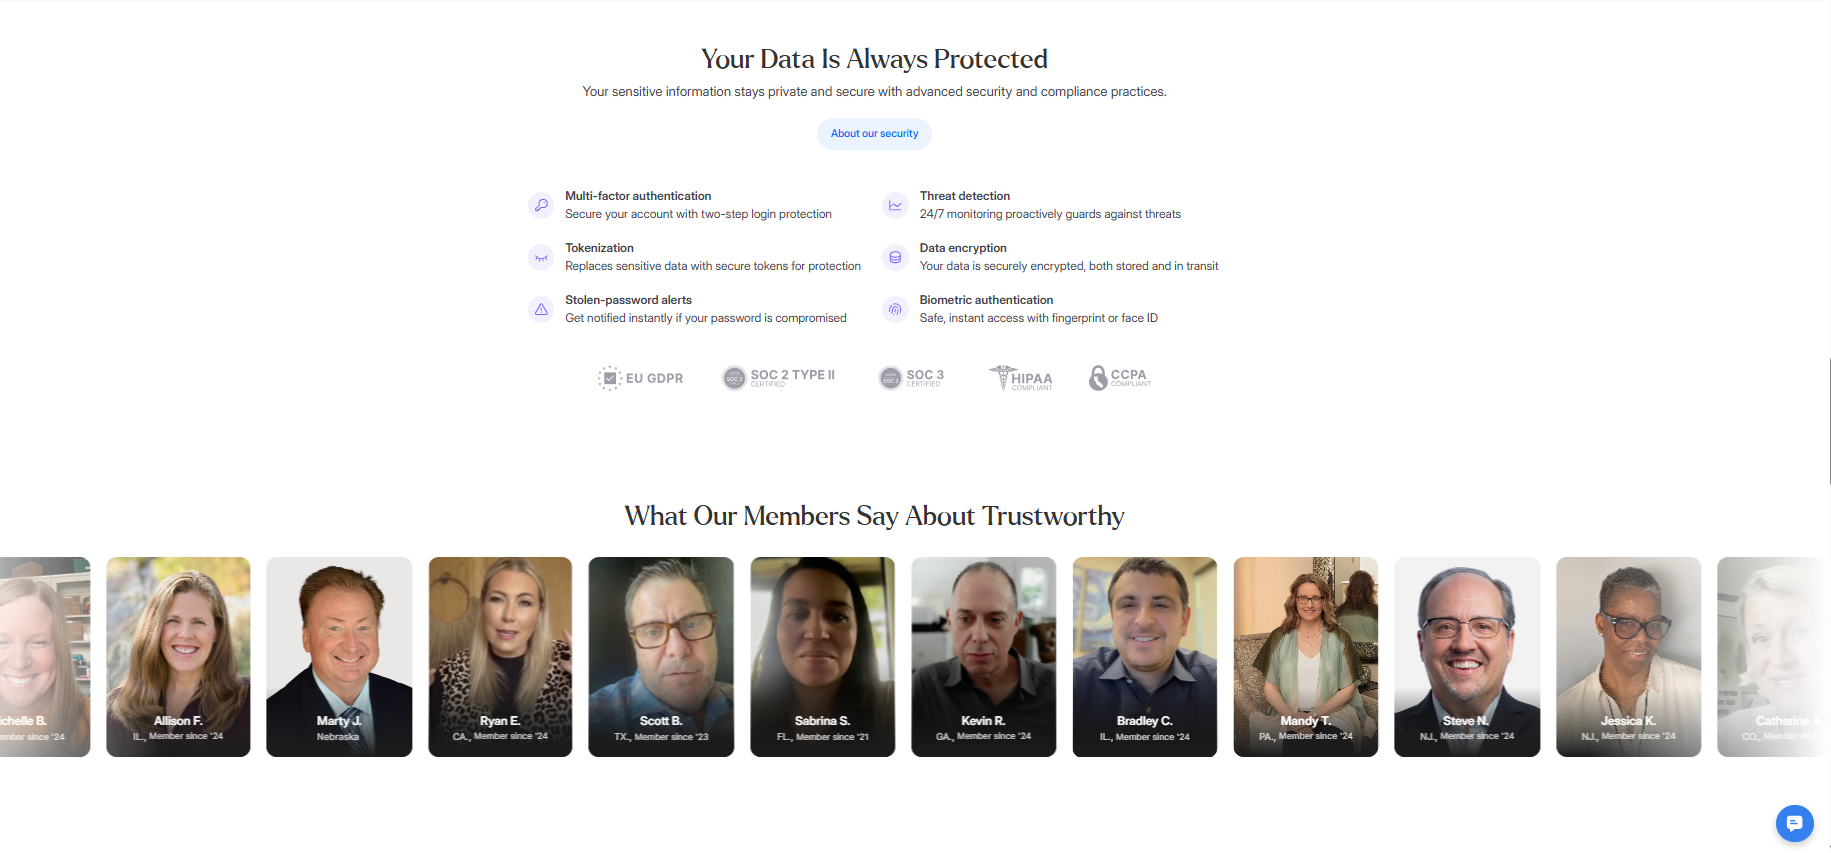 Your Data Is Always Protected
Your sensitive information stays private and secure with advanced security and compliance practices.
About our security
Multi-factor authentication
Secure your account with two-step login protection
Threat detection
24/7 monitoring proactively guards against threats
Tokenization
Replaces sensitive data with secure tokens for protection
Data encryption
Your data is securely encrypted, both stored and in transit
Stolen-password alerts
Get notified instantly if your password is compromised
Biometric authentication
Safe, instant access with fingerprint or face ID
EU GDPR
SOC 2 TYPE II
CERTIFIED
SOC 3
CERTIFIED
HIPAA
COMPLIANT
CCPA
COMPLIANT
What Our Members Say About Trustworthy
ichelle B.
ember since '24
Allison F.
IL., Member since '24
Marty J.
Nebraska
Ryan E.
CA., Member since '24
Scott B.
TX., Member since '23
Sabrina S.
FL., Member since '21
Kevin R.
GA., Member since '24
Bradley C.
IL., Member since '24
Mandy T.
PA., Member since '24
Steve N.
NJ., Member since '24
Jessica K.
NJ., Member since '24
Catherine A
CO., Member